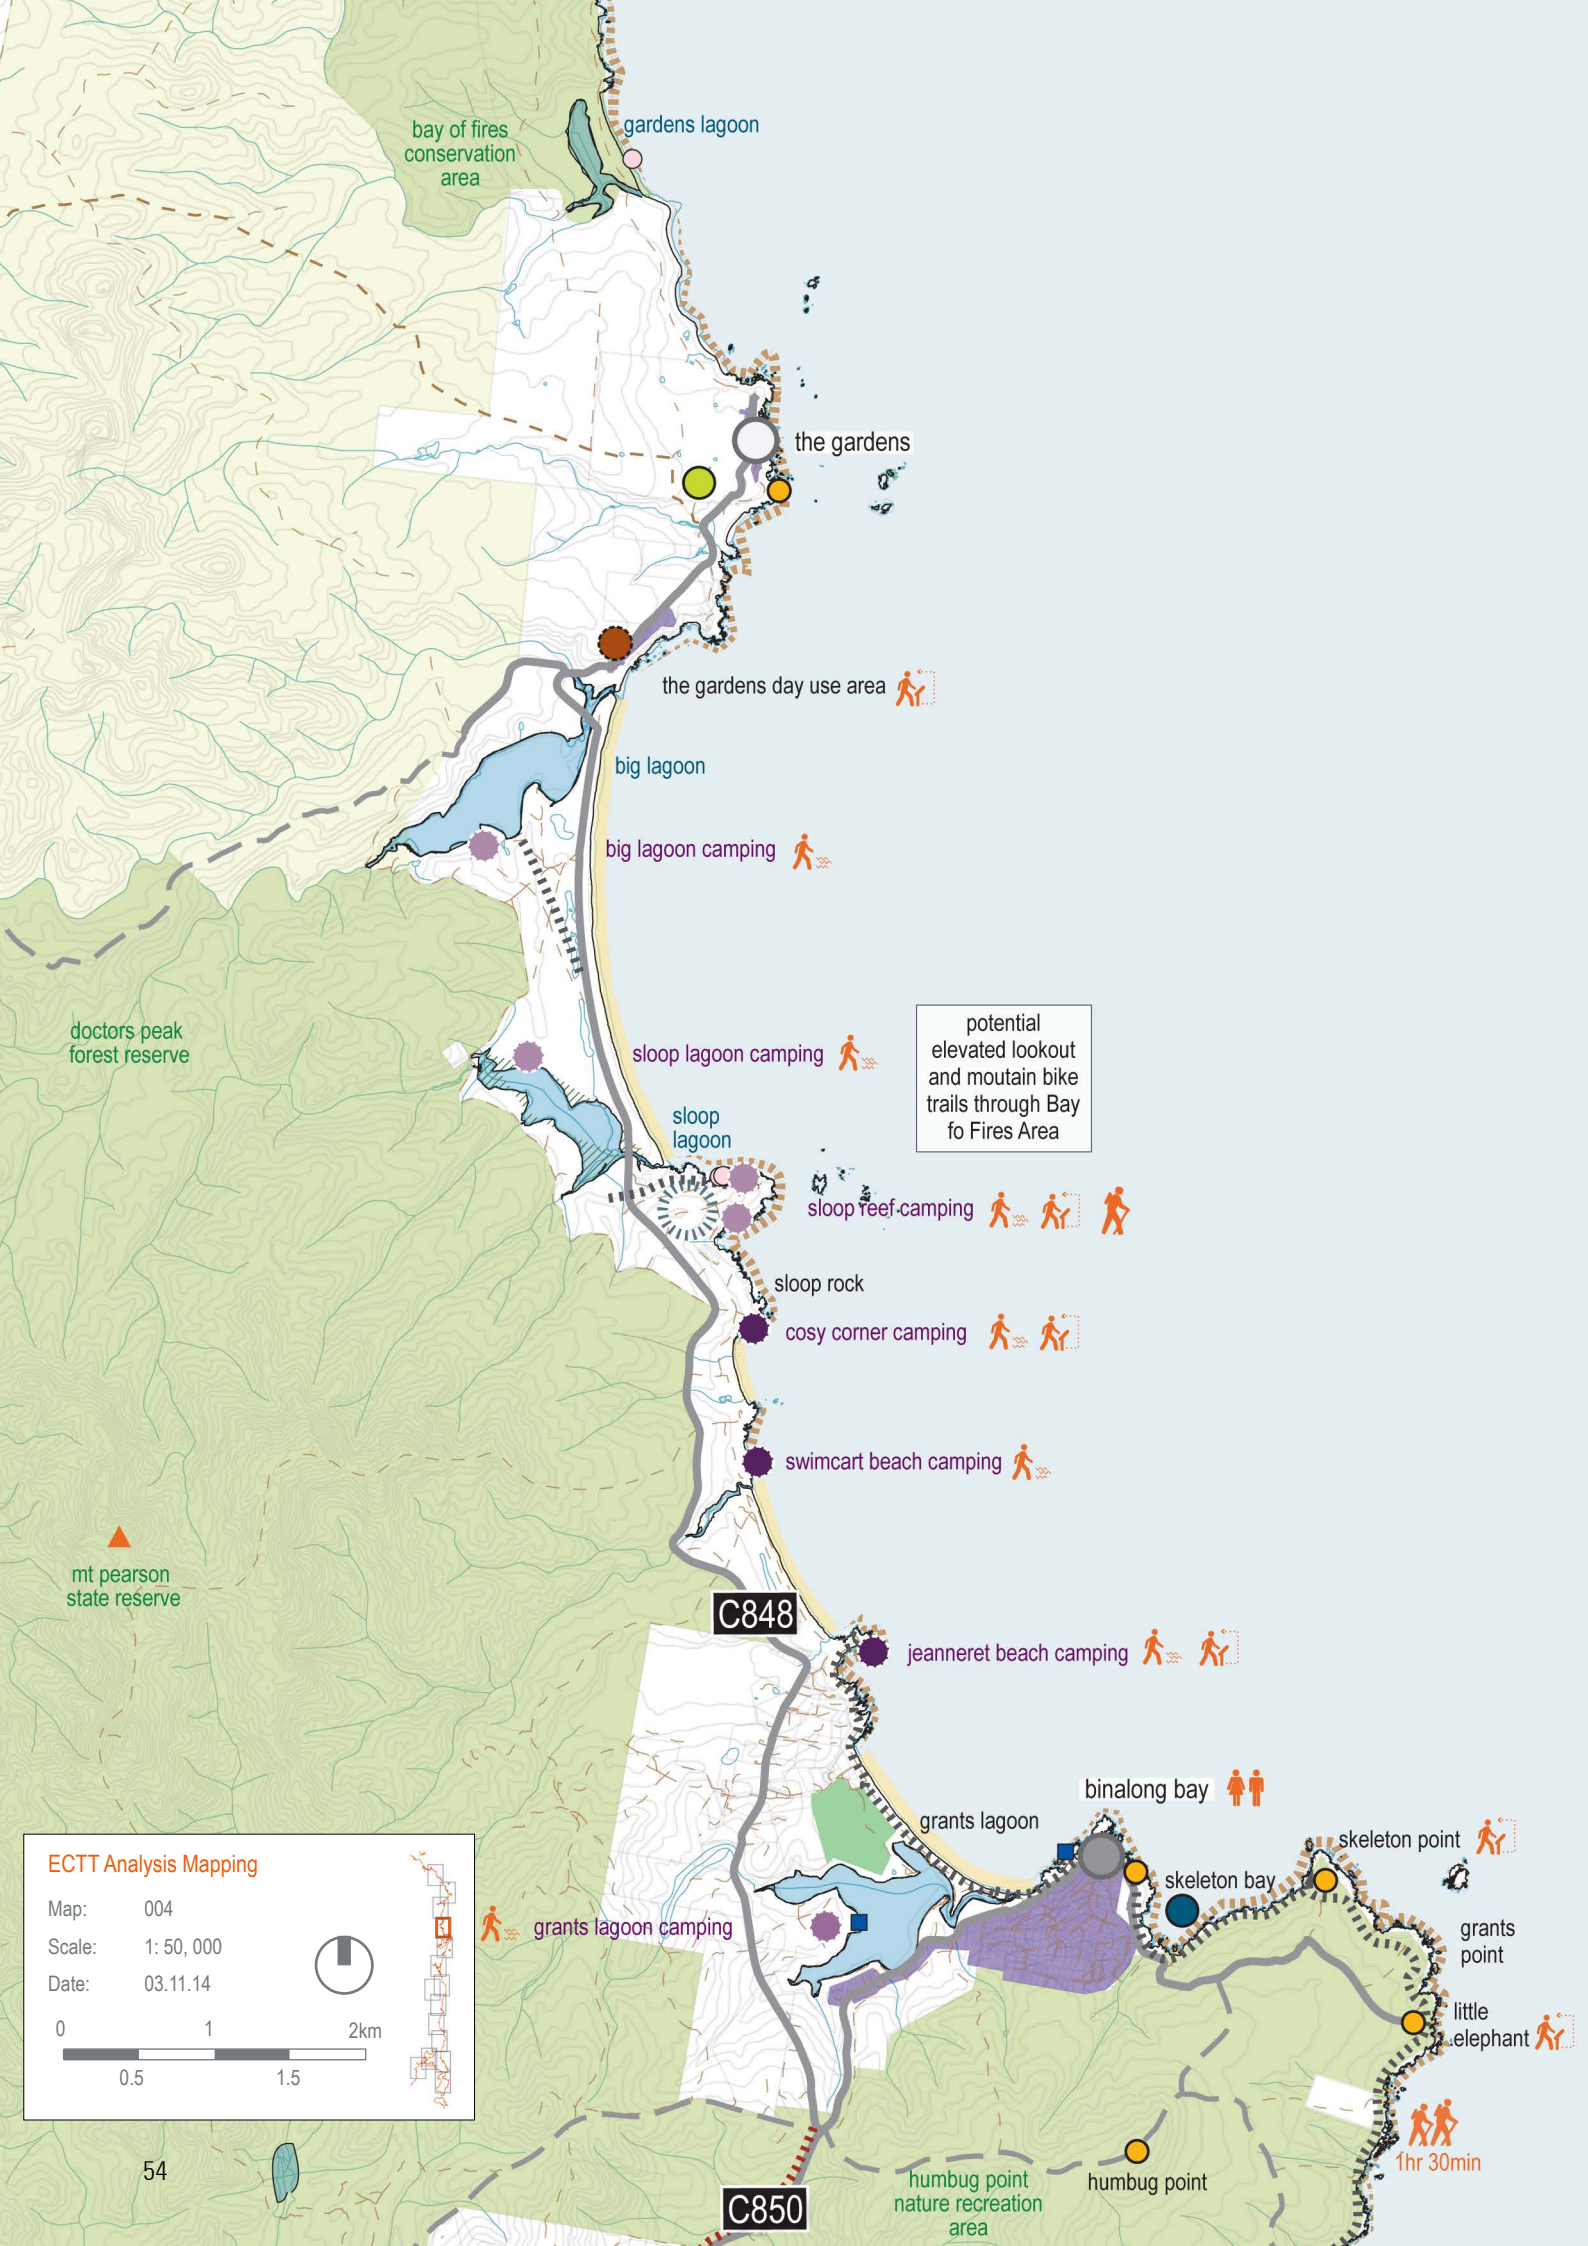 gardens lagoon
bay of fires
conservation
area
the gardens
the gardens day use area
big lagoon
big lagoon camping
doctors peak
forest reserve
sloop lagoon camping
potential
elevated lookout
and moutain bike
trails through Bay
fo Fires Area
sloop
lagoon
sloop reef camping
sloop rock
cosy corner camping
swimcart beach camping
mt pearson
state reserve
C848
jeanneret beach camping
binalong bay
grants lagoon
skeleton point
skeleton bay
grants lagoon camping
grants
point
little
elephant
ECTT Analysis Mapping
Map: 004
Scale: 1: 50, 000
Date: 03.11.14
0 1 2km
0.5 1.5
1hr 30min
54
humbug point
nature recreation
area
humbug point
C850